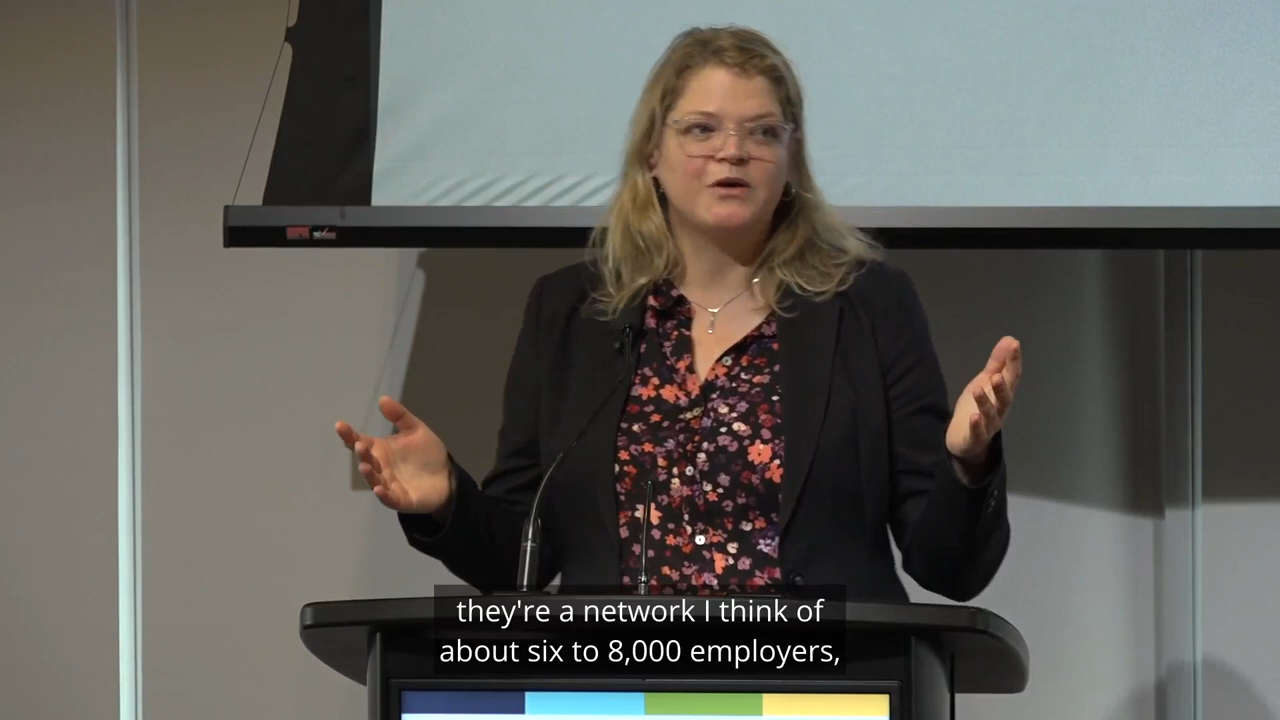 they're a network I think of
about six to 8,000 employers,